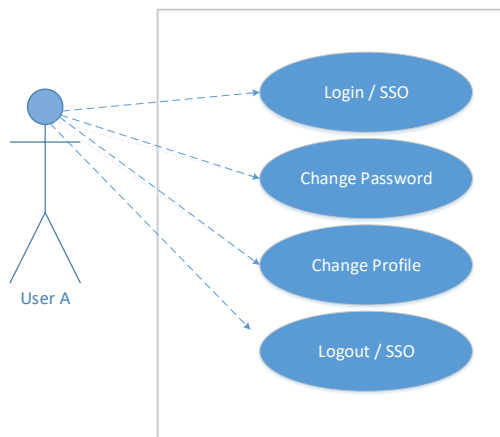 Login / SSO
Change Password
Change Profile
User A
Logout / SSO